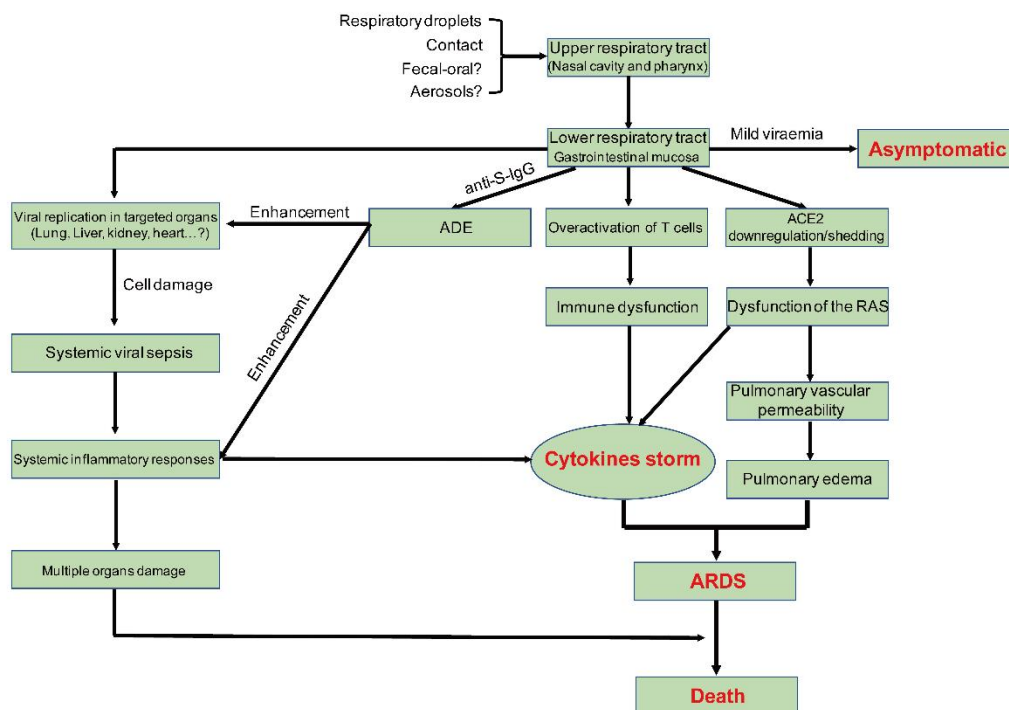 Respiratory droplets
Contact
Fecal-oral?
Aerosols?
Upper respiratory tract
(Nasal cavity and pharynx)
Lower respiratory tract
Gastrointestinal mucosa
Mild viraemia
Asymptomatic
anti-S-IgG
Viral replication in targeted organs
(Lung. Liver, kidney, heart...?)
Enhancement
ADE
Overactivation of T cells
ACE2
downregulation/shedding
Cell damage
Enhancement
Immune dysfunction
Dysfunction of the RAS
Systemic viral sepsis
Pulmonary vascular
permeability
Systemic inflammatory responses
Cytokines storm
Pulmonary edema
Multiple organs damage
ARDS
Death